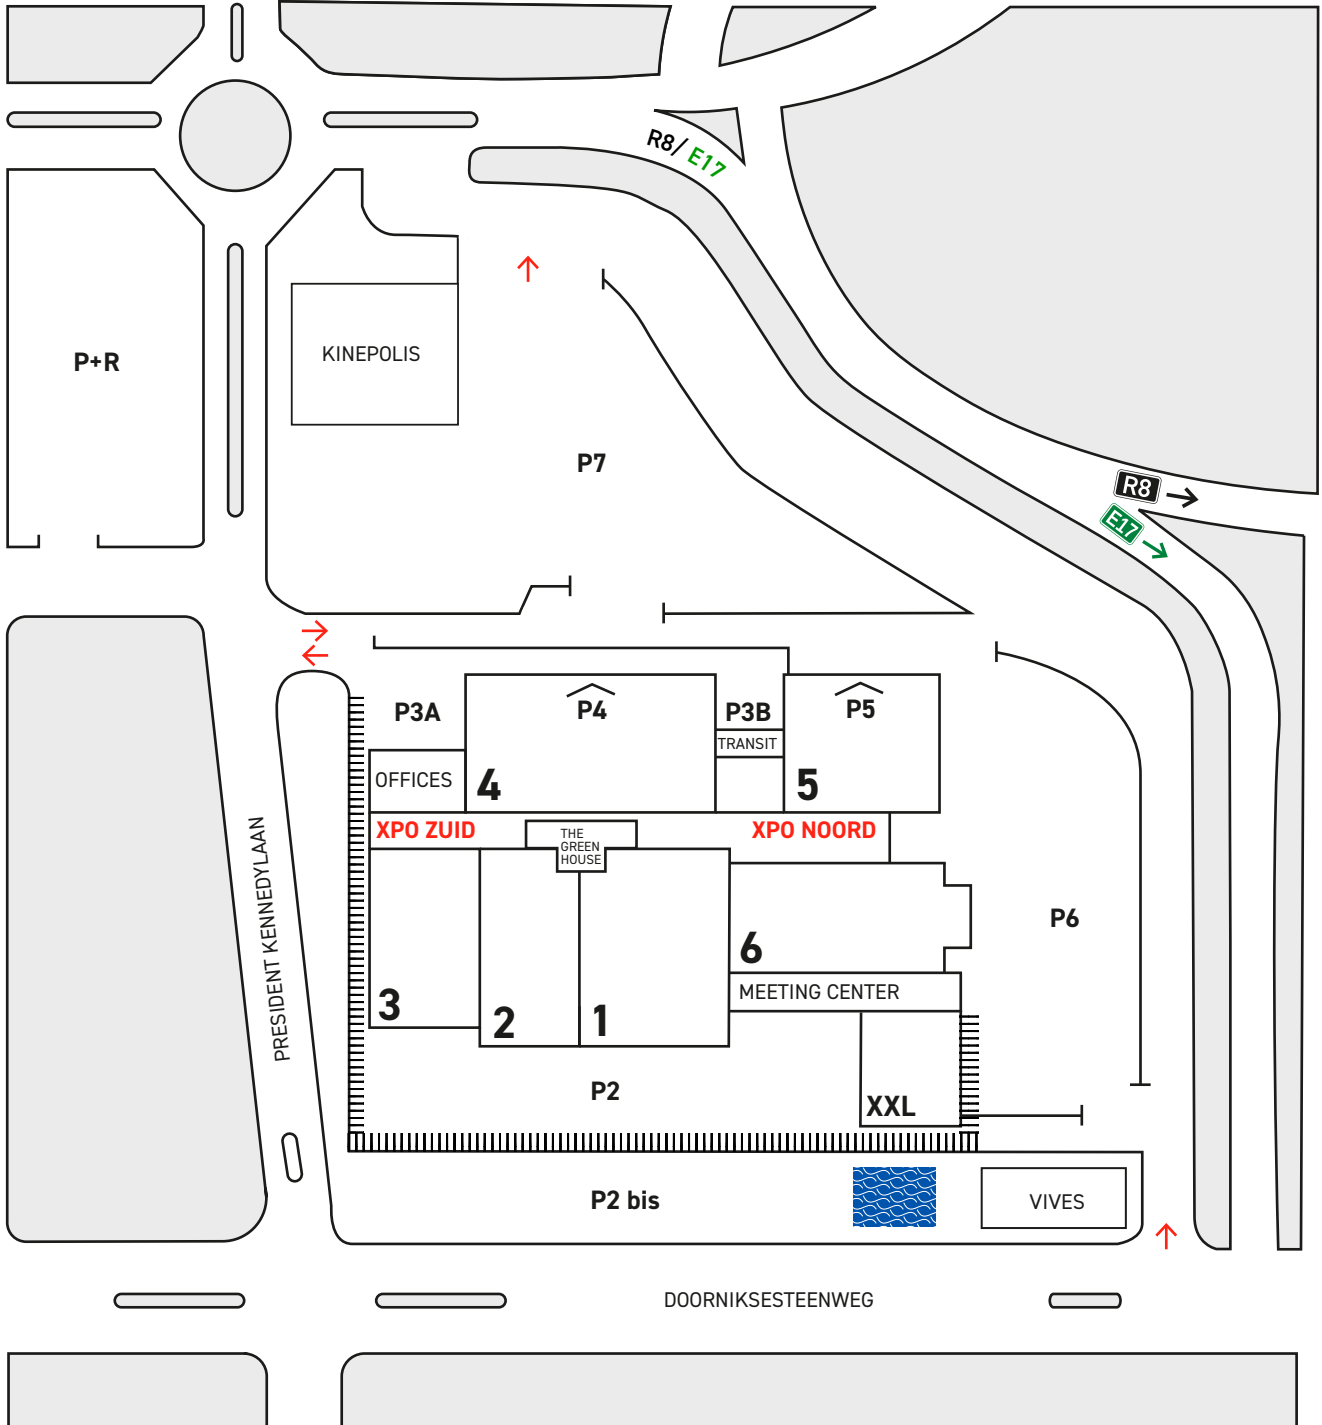 R8/ E17
KINEPOLIS
P+R
P7
R8
E17
P3A
P4
P3B
P5
TRANSIT
OFFICES
4
5
XPO ZUID
THE
GREEN
HOUSE
XPO NOORD
PRESIDENT KENNEDYLAAN
P6
6
3
2
1
MEETING CENTER
P2
XXL
P2 bis
VIVES
DOORNIKSESTEENWEG